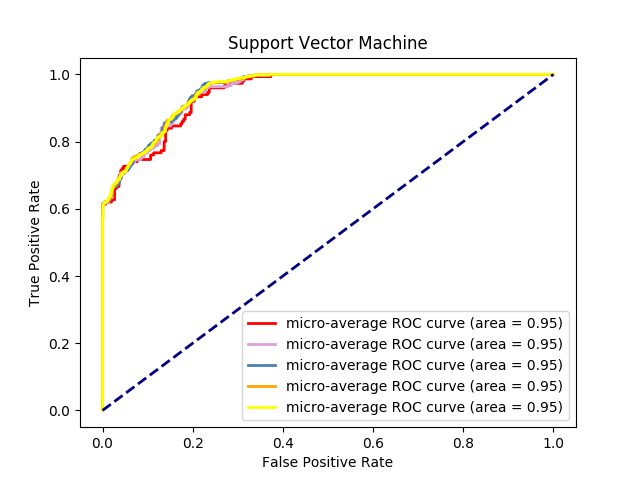 Support Vector Machine
True Positive Rate
1.0
0.8
0.6
0.4
0.2
0.0
micro-average ROC curve (area = 0.95)
micro-average ROC curve (area = 0.95)
micro-average ROC curve (area = 0.95)
micro-average ROC curve (area = 0.95)
micro-average ROC curve (area = 0.95)
0.0 0.2 0.4 0.6 0.8 1.0
False Positive Rate